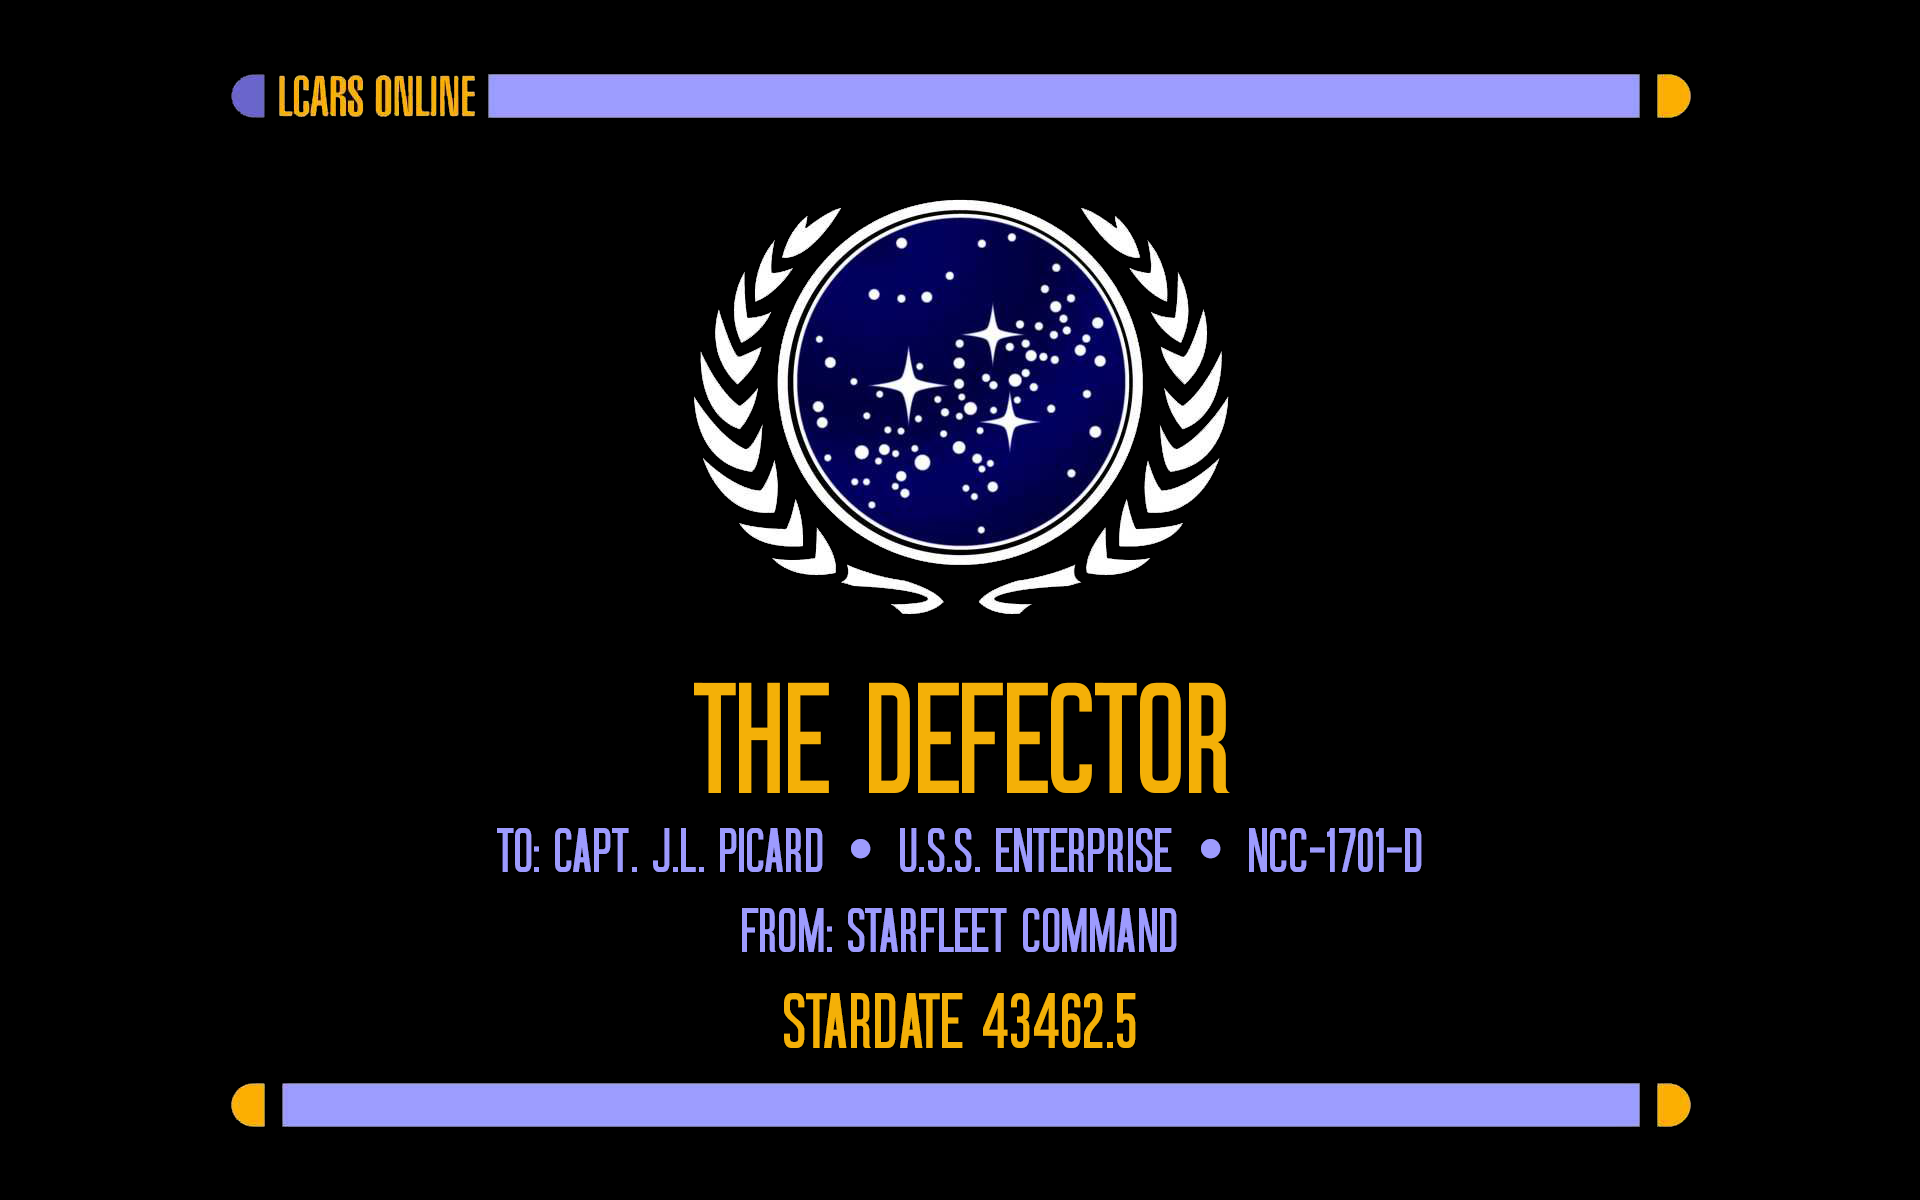 LCARS ONLINE
THE DEFECTOR
TO: CAPT. J.L. PICARD • U.S.S. ENTERPRISE • NCC-1701-D
FROM: STARFLEET COMMAND
STARDATE 43462.5